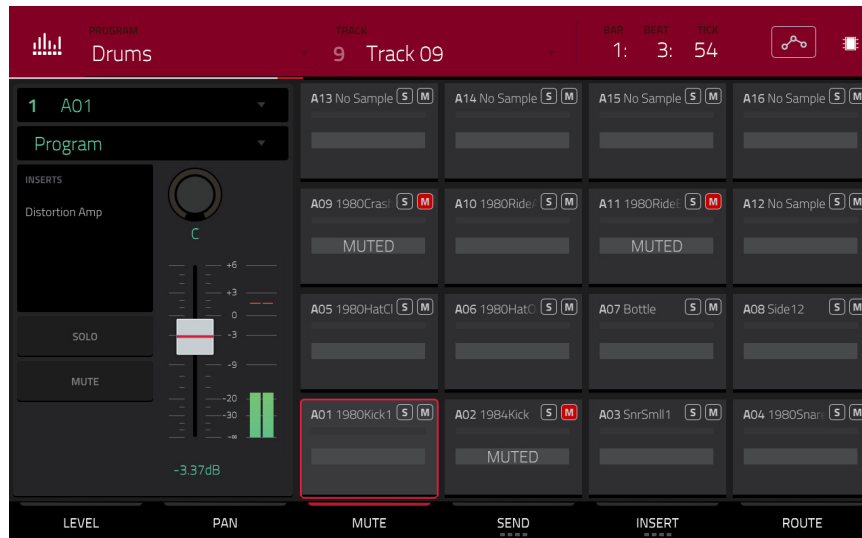 PROGRAM TRACK BAR BEAT TICK
Drums 9 Track 09 1: 3: 54
1 A01
Program
INSERTS
Distortion Amp
C
+6
+3
0
-3
-9
-20
-30
-∞
SOLO
MUTE
-3.37dB
A13 No Sample S M A14 No Sample S M A15 No Sample S M A16 No Sample S M
A09 1980Crash S M A10 1980Ride S M A11 1980Ride S M A12 No Sample S M
MUTED MUTED
A05 1980HatCl S M A06 1980HatO S M A07 Bottle S M A08 Side12 S M
A01 1980Kick1 S M A02 1984Kick S M A03 SnrSmll1 S M A04 1980Snare S M
MUTED
LEVEL PAN MUTE SEND INSERT ROUTE